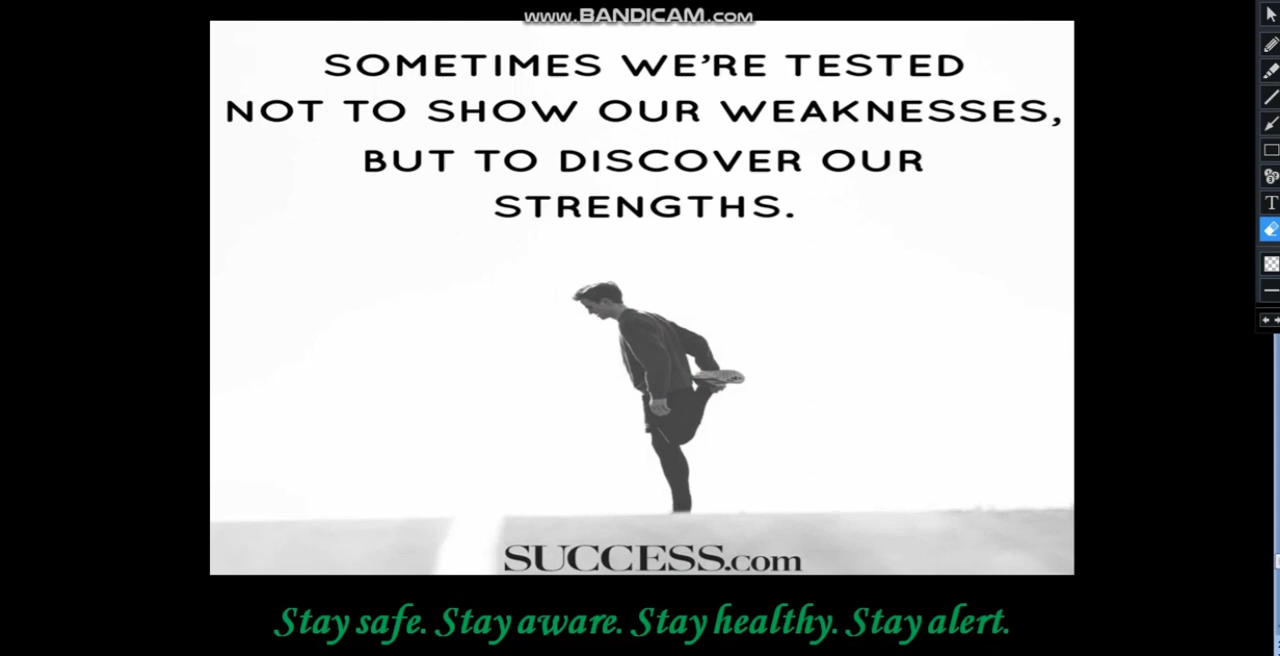 www.BANDICAM.com
SOMETIMES WE'RE TESTED
NOT TO SHOW OUR WEAKNESSES,
BUT TO DISCOVER OUR
STRENGTHS.
SUCCESS.com
Stay safe. Stay aware. Stay healthy. Stay alert.
T